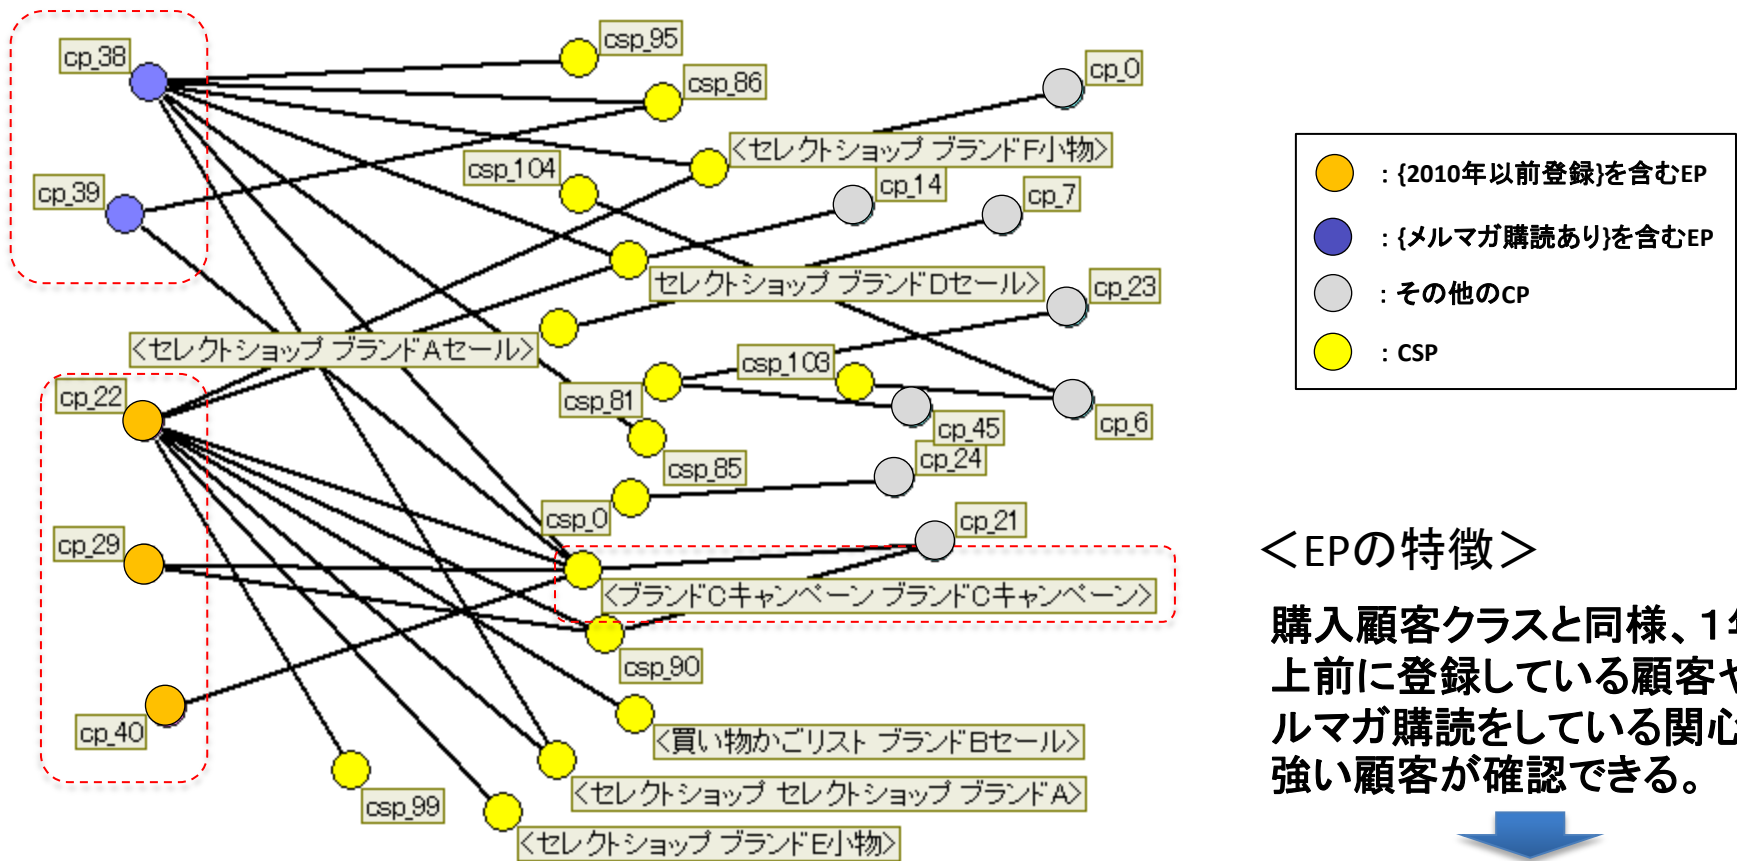 cp_38
csp_95
csp_86
cp_0
<セレクトショップ ブランドF小物>
csp_104
cp_39
cp_14
cp_7
セレクトショップ ブランドDセール>
cp_23
<セレクトショップ ブランドAセール>
csp_103
cp_22
csp_81
cp_45
cp_6
csp_85
cp_24
csp_0
cp_21
cp_29
<ブランドCキャンペーン ブランドCキャンペーン>
csp_90
cp_40
<買い物かごリスト ブランドBセール>
<セレクトショップ セレクトショップ ブランドA>
csp_99
<セレクトショップ ブランドE小物>
:{2010年以前登録}を含むEP
:{メルマガ購読あり}を含むEP
:その他のCP
:CSP
＜EPの特徴＞
購入顧客クラスと同様、１年
上前に登録している顧客や
ルマガ購読をしている関心
強い顧客が確認できる。